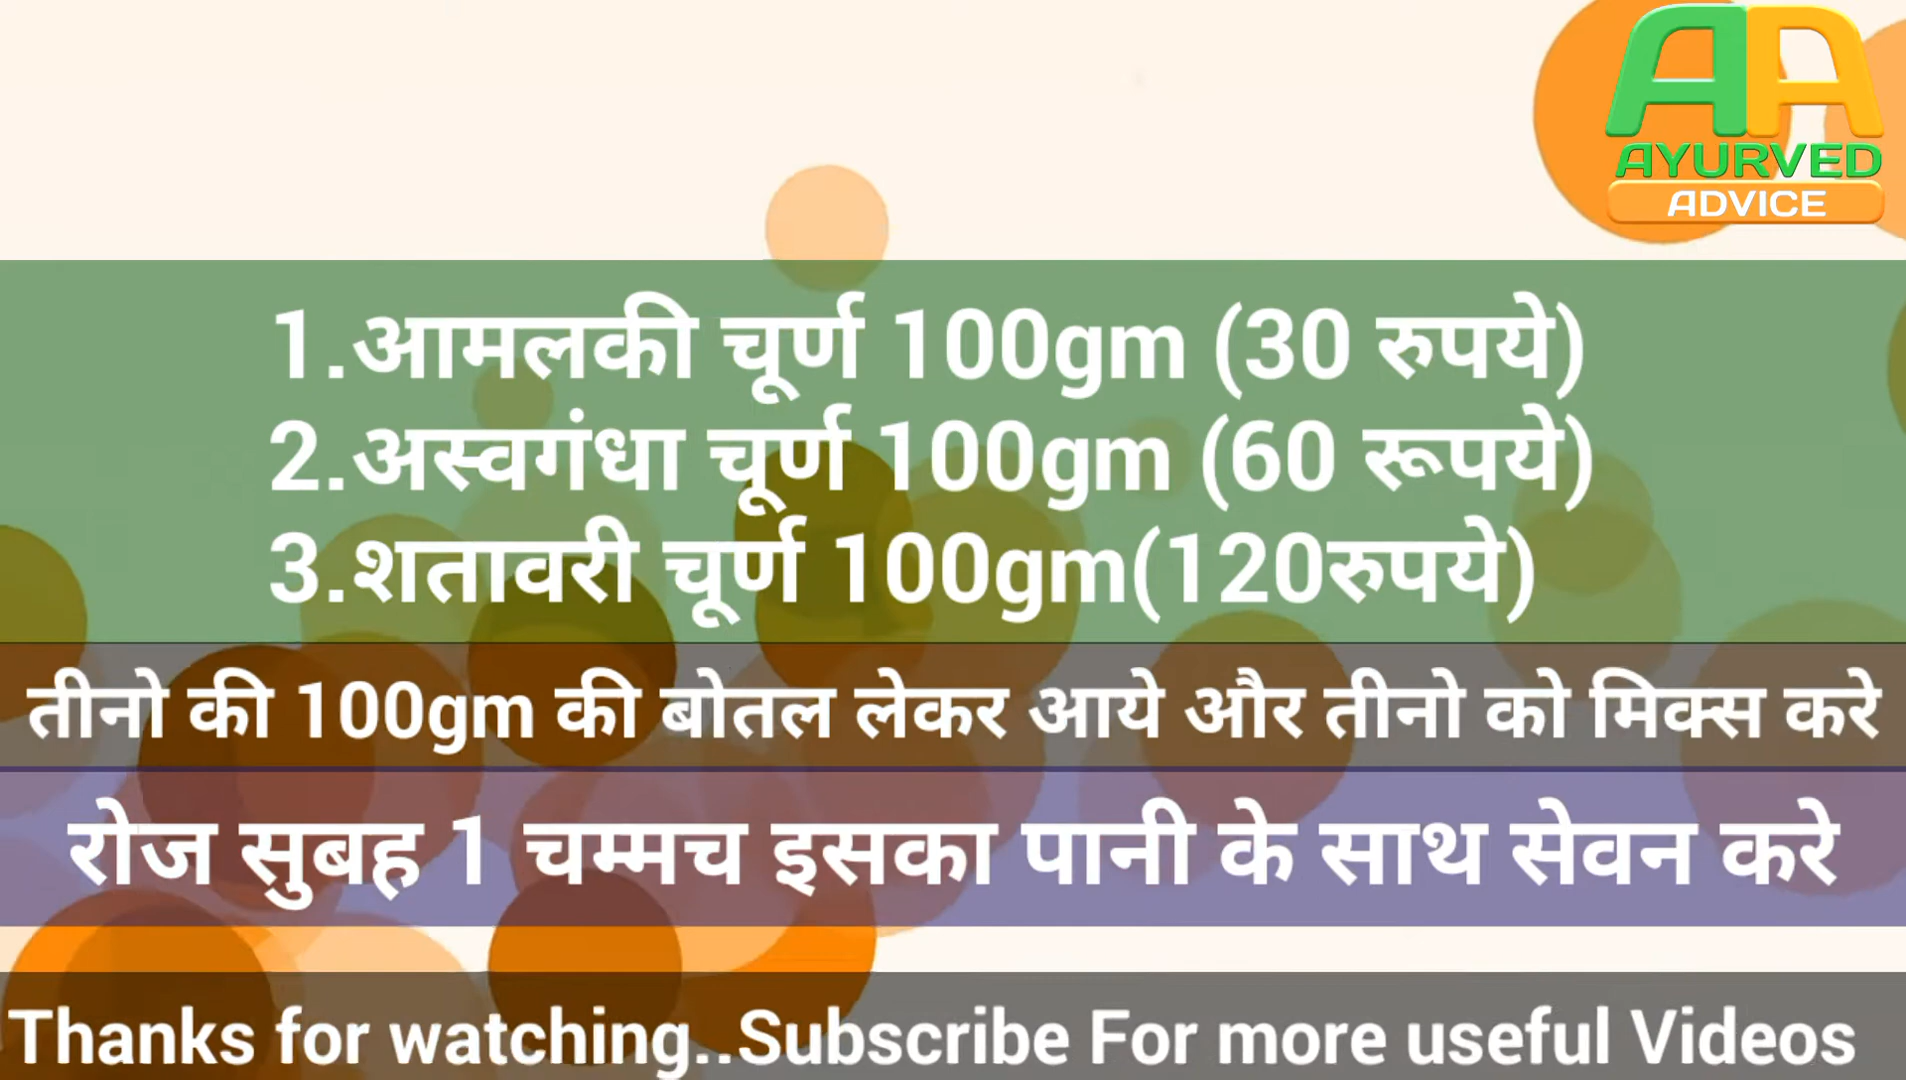 AA
AYURVED
ADVICE
1.आमलकी चूर्ण 100gm (30 रुपये)
2.अस्वगंधा चूर्ण 100gm (60 रूपये)
3.शतावरी चूर्ण 100gm(120रुपये)
तीनो की 100gm की बोतल लेकर आये और तीनो को मिक्स करे
रोज सुबह 1 चम्मच इसका पानी के साथ सेवन करे
Thanks for watching..Subscribe For more useful Videos